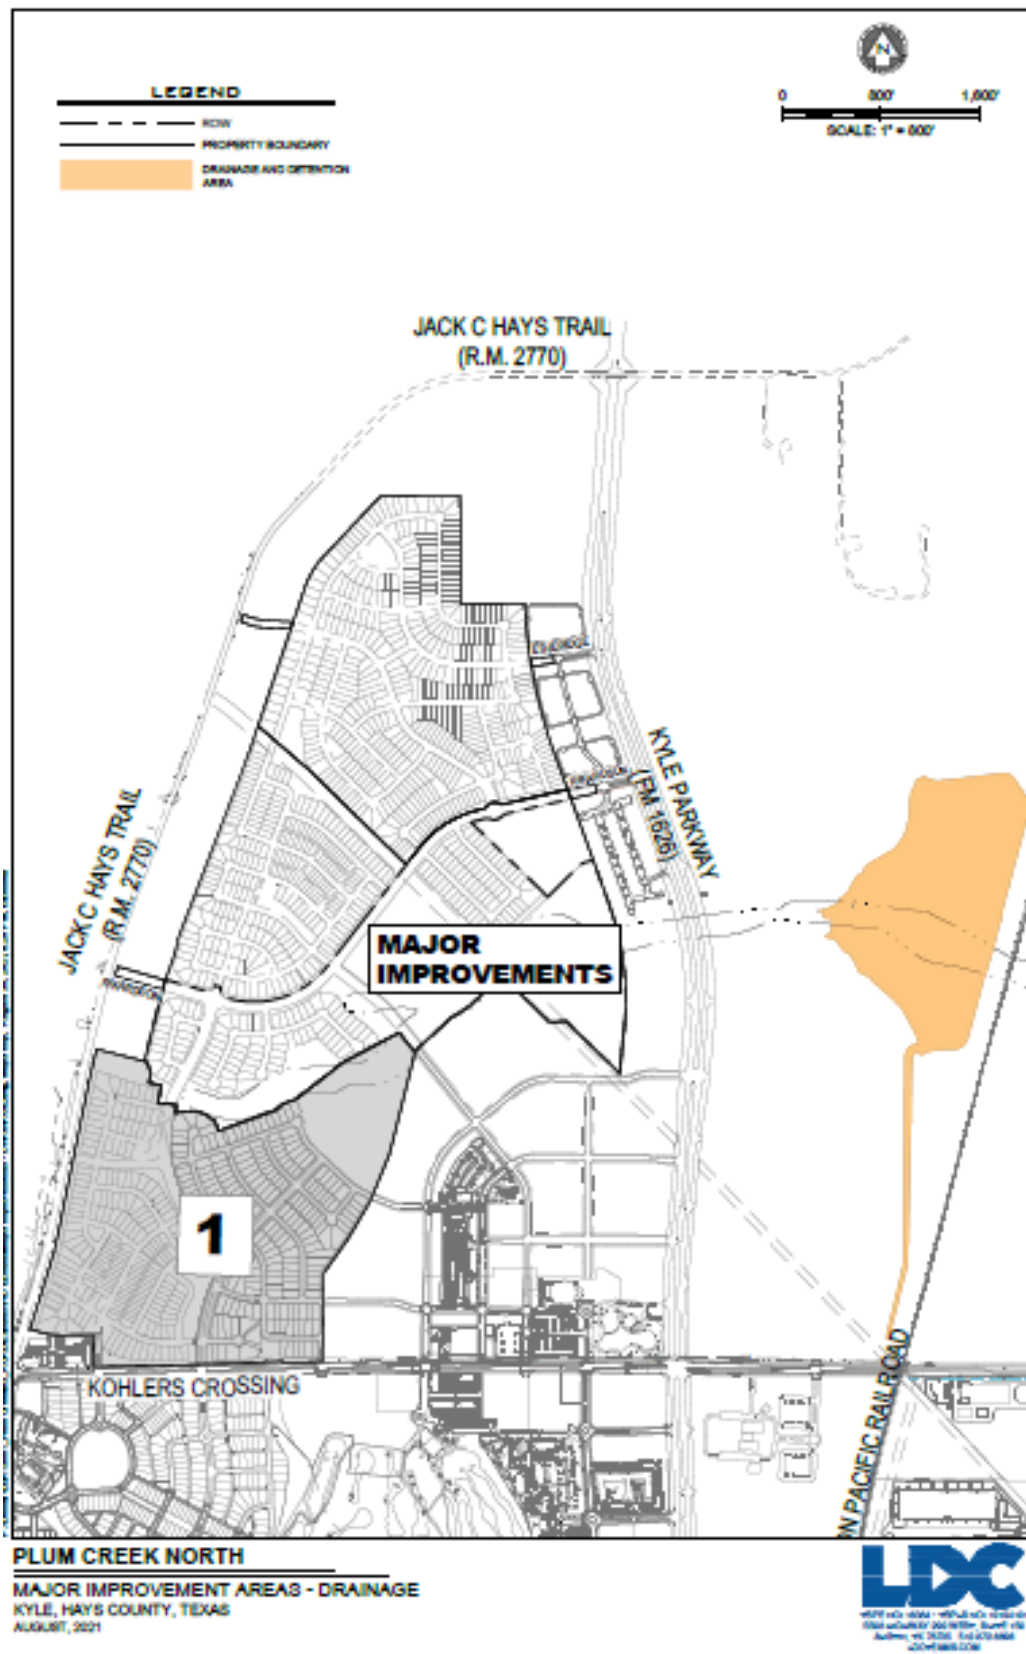 LEGEND
ROW
PROPERTY BOUNDARY
DRAINAGE AND DETENTION
AREA
N
0 800' 1,600'
SCALE: 1" = 800'
JACK C HAYS TRAIL
(R.M. 2770)
KYLE PARKWAY
(FM 1626)
JACK C HAYS TRAIL
(R.M. 2770)
MAJOR
IMPROVEMENTS
1
KOHLERS CROSSING
ON PACIFIC RAILROAD
PLUM CREEK NORTH
MAJOR IMPROVEMENT AREAS - DRAINAGE
KYLE, HAYS COUNTY, TEXAS
AUGUST, 2021
LDC